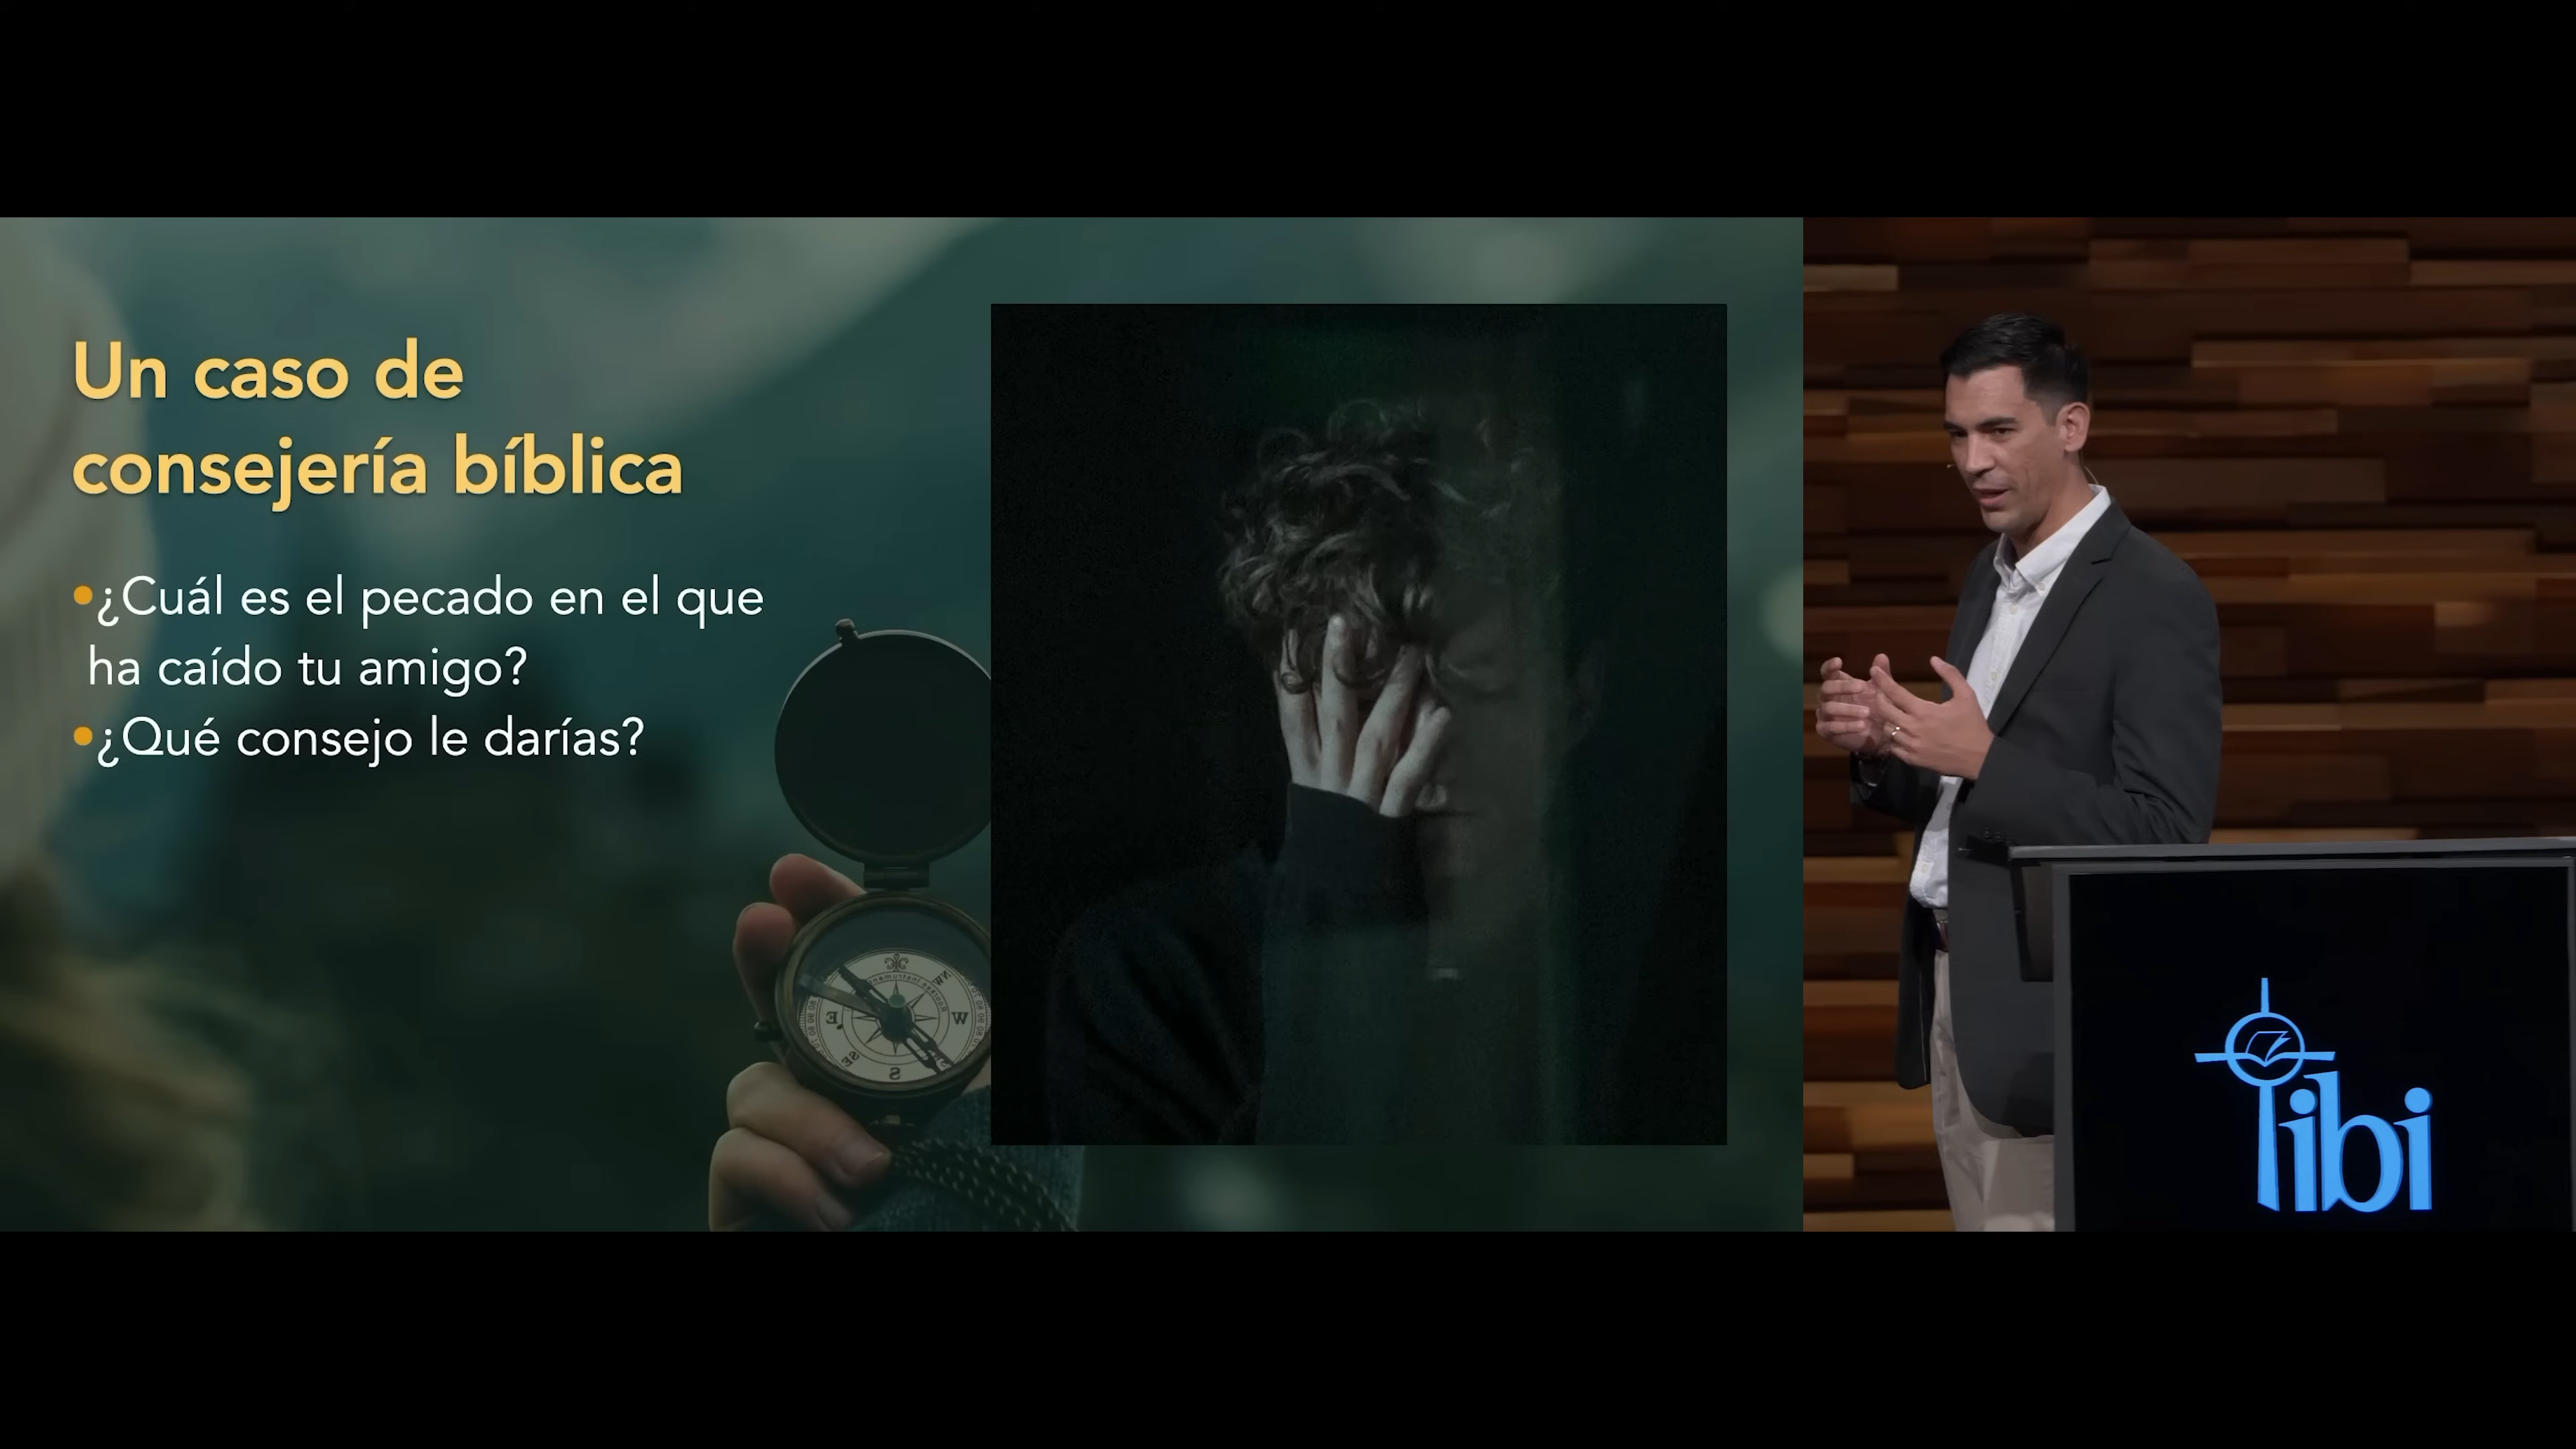 Un caso de
consejería bíblica
•¿Cuál es el pecado en el que
ha caído tu amigo?
•¿Qué consejo le darías?
W
E
SE
S
ibi